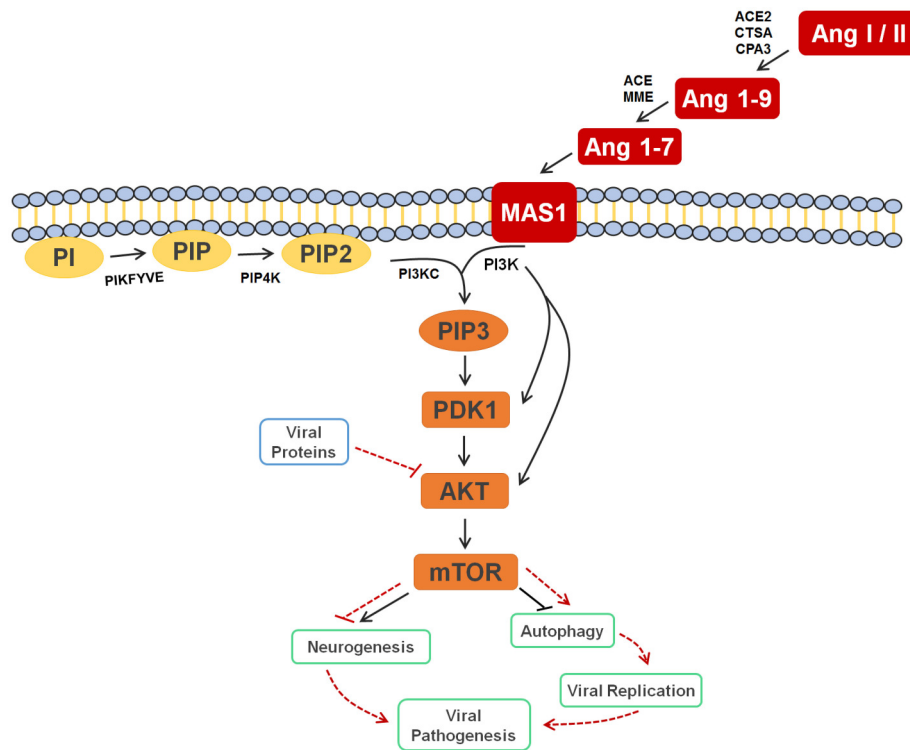 ACE2
CTSA
CPA3
Ang I / II
ACE
MME
Ang 1-9
Ang 1-7
MAS1
PI
PIKFYVE
PIP
PIP4K
PIP2
PI3KC
PI3K
PIP3
PDK1
Viral
Proteins
AKT
mTOR
Neurogenesis
Autophagy
Viral Replication
Viral
Pathogenesis